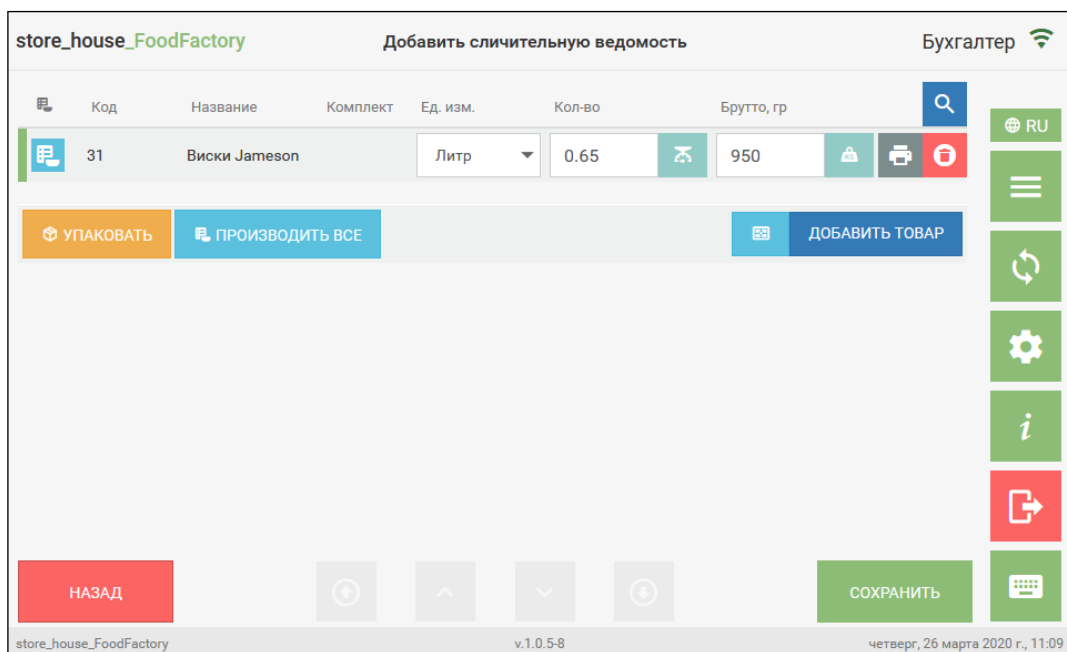 store_house_FoodFactory Добавить сличительную ведомость Бухгалтер
Код Название Комплект Ед. изм. Кол-во Брутто, гр
RU
31 Виски Jameson Литр 0.65 950 KG
УПАКОВАТЬ ПРОИЗВОДИТЬ ВСЕ ДОБАВИТЬ ТОВАР
i
НАЗАД СОХРАНИТЬ
store_house_FoodFactory v.1.0.5-8 четверг, 26 марта 2020 г., 11:09